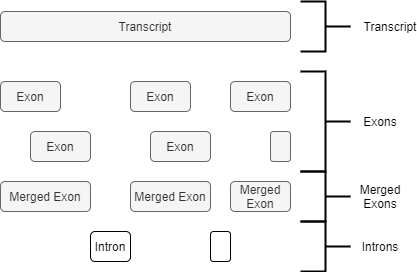 Transcript Transcript
Exon Exon Exon
Exons
Exon Exon
Merged Exon Merged Exon Merged
Exon Merged
Exons
Intron Introns